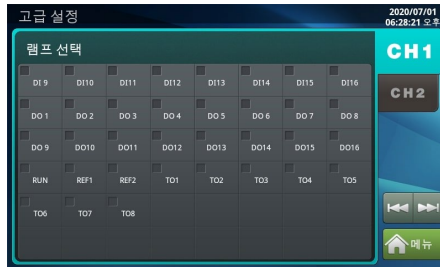 고급 설정
2020/07/01
06:28:21 오후
램프 선택
CH1
DI 9 DI10 DI11 DI12 DI13 DI14 DI15 DI16
CH2
DO 1 DO 2 DO 3 DO 4 DO 5 DO 6 DO 7 DO 8
DO 9 DO10 DO11 DO12 DO13 DO14 DO15 DO16
RUN REF1 REF2 TO1 TO2 TO3 TO4 TO5
TO6 TO7 TO8
메뉴